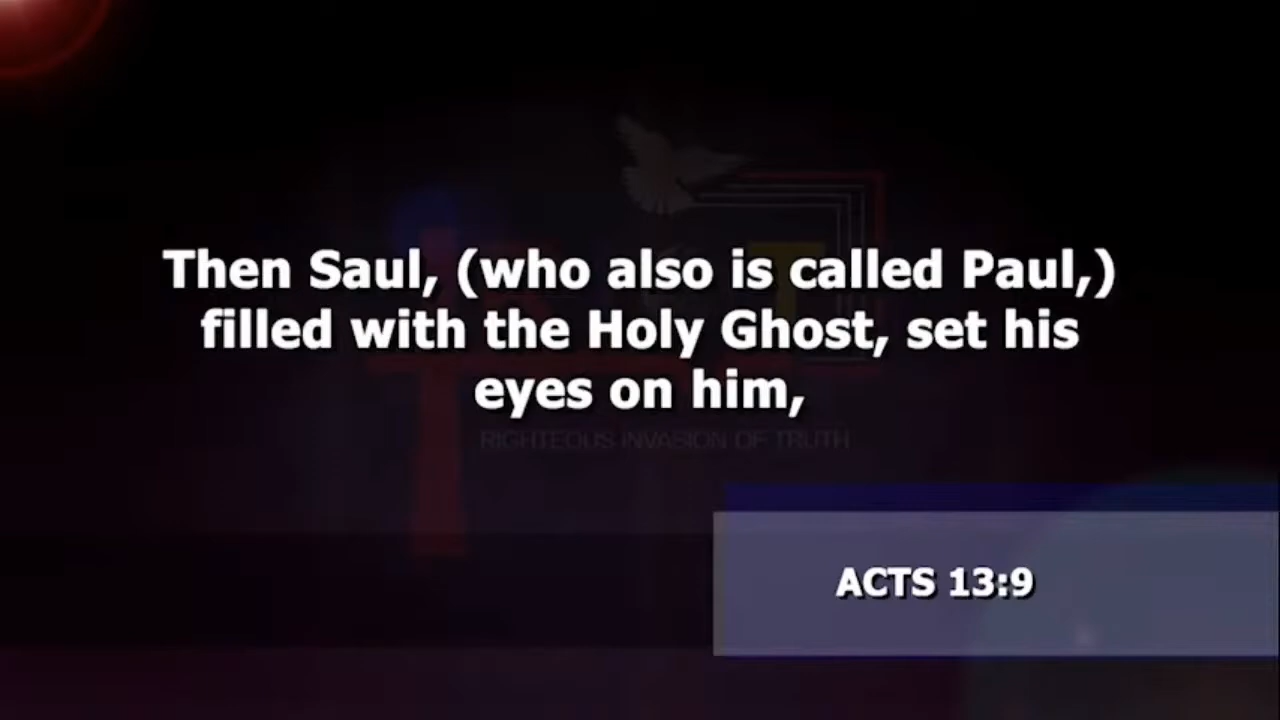 Then Saul, (who also is called Paul,)
filled with the Holy Ghost, set his
eyes on him,
RIGHTEOUS INVASION OF TRUTH
ACTS 13:9